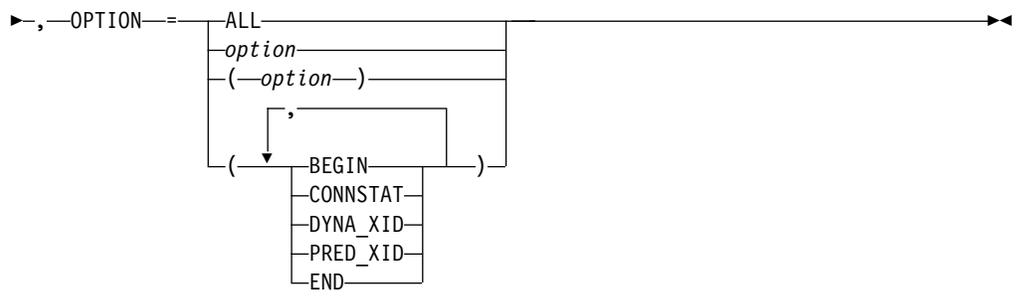 , OPTION = ALL
option
( option )
,
( BEGIN )
CONNSTAT
DYNA_XID
PRED_XID
END